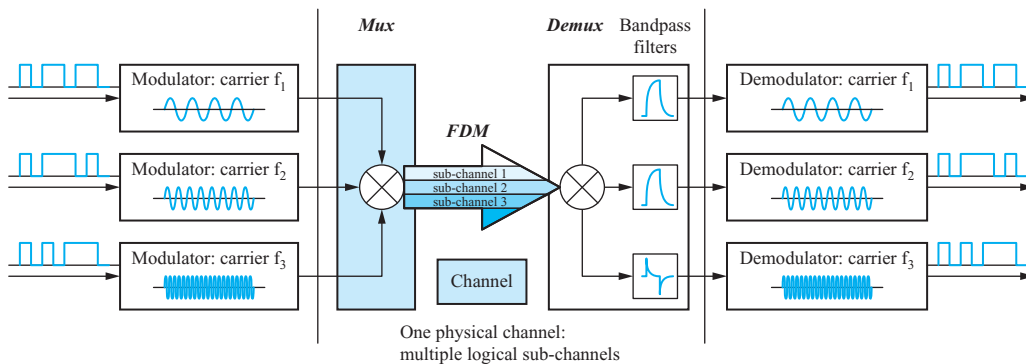 Mux
Demux
Bandpass
filters
Modulator: carrier f1
Modulator: carrier f2
Modulator: carrier f3
FDM
sub-channel 1
sub-channel 2
sub-channel 3
Channel
One physical channel:
multiple logical sub-channels
Demodulator: carrier f1
Demodulator: carrier f2
Demodulator: carrier f3